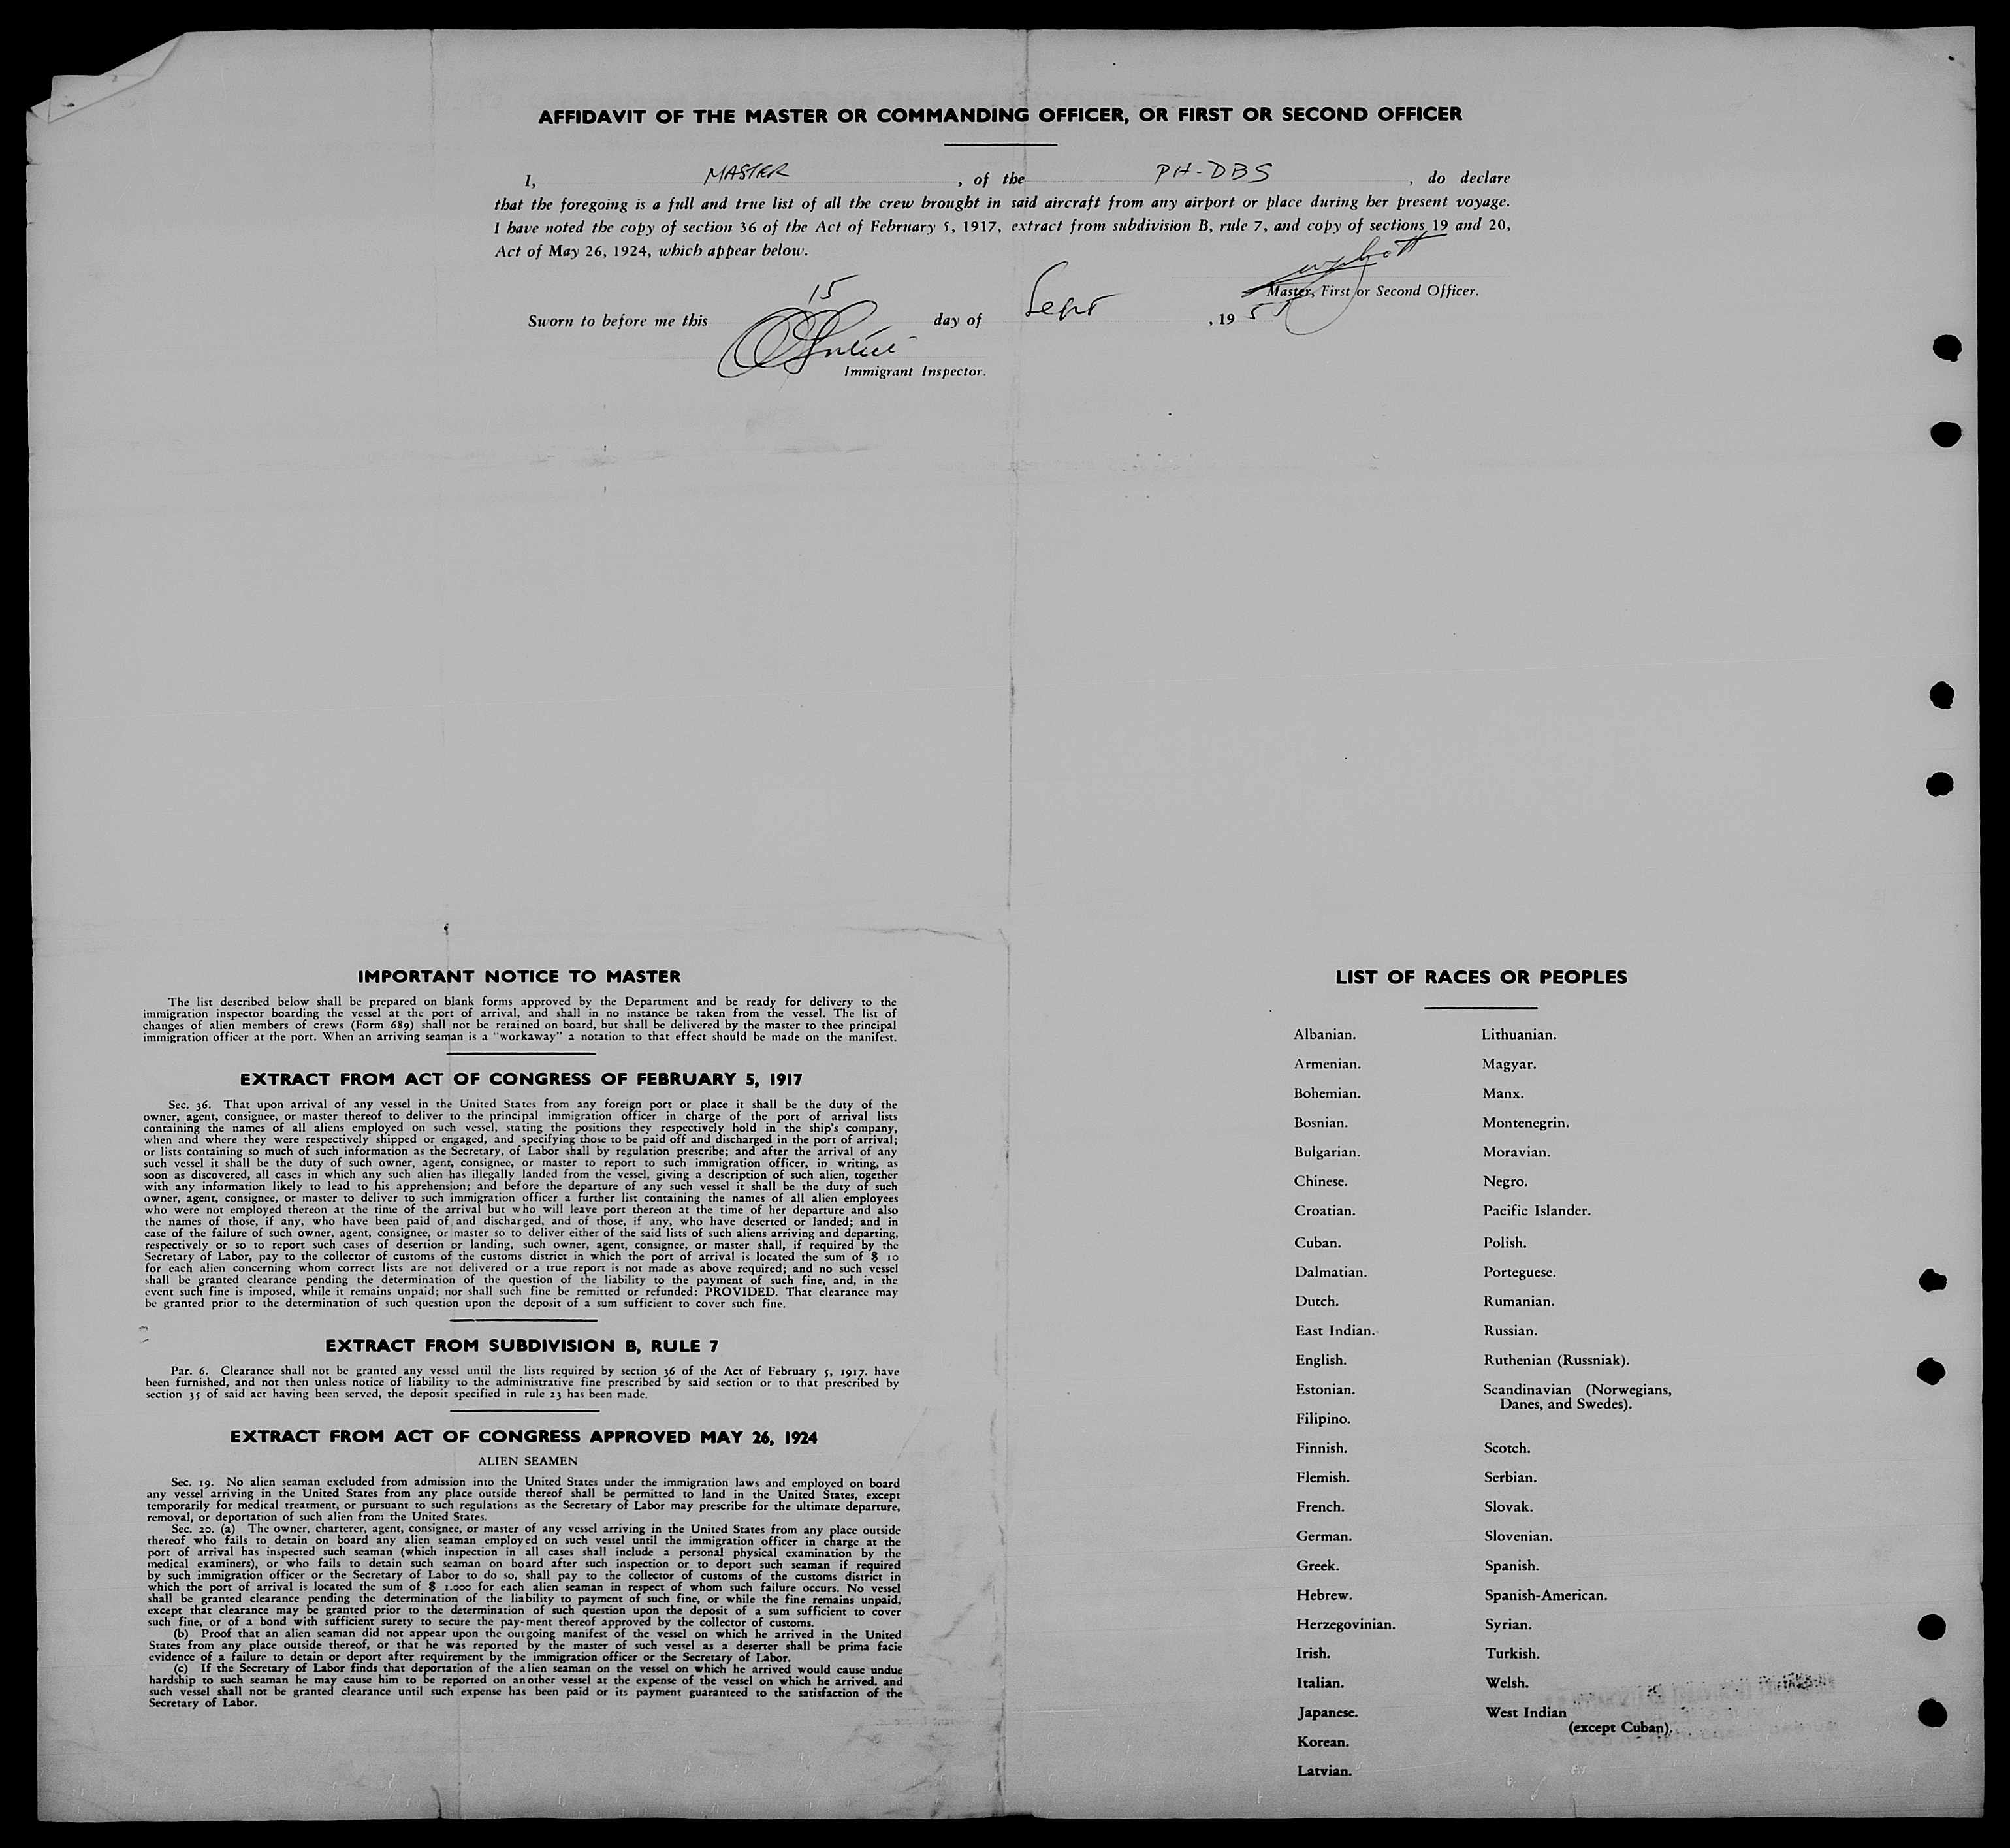 AFFIDAVIT OF THE MASTER OR COMMANDING OFFICER, OR FIRST OR SECOND OFFICER
I, MASTER , of the PH-DBS , do declare
that the foregoing is a full and true list of all the crew brought in said aircraft from any airport or place during her present voyage.
I have noted the copy of section 36 of the Act of February 5, 1917, extract from subdivision B, rule 7, and copy of sections 19 and 20,
Act of May 26, 1924, which appear below.
Master, First or Second Officer.
Sworn to before me this 15 day of Sept , 19 51
Immigrant Inspector.
IMPORTANT NOTICE TO MASTER
The list described below shall be prepared on blank forms approved by the Department and be ready for delivery to the
immigration inspector boarding the vessel at the port of arrival, and shall in no instance be taken from the vessel. The list of
changes of alien members of crews (Form 689) shall not be retained on board, but shall be delivered by the master to thee principal
immigration officer at the port. When an arriving seaman is a "workaway" a notation to that effect should be made on the manifest.
EXTRACT FROM ACT OF CONGRESS OF FEBRUARY 5, 1917
Sec. 36. That upon arrival of any vessel in the United States from any foreign port or place it shall be the duty of the
owner, agent, consignee, or master thereof to deliver to the principal immigration officer in charge of the port of arrival lists
containing the names of all aliens employed on such vessel, stating the positions they respectively hold in the ship's company,
when and where they were respectively shipped or engaged, and specifying those to be paid off and discharged in the port of arrival;
or lists containing so much of such information as the Secretary, of Labor shall by regulation prescribe; and after the arrival of any
such vessel it shall be the duty of such owner, agent, consignee, or master to report to such immigration officer, in writing, as
soon as discovered, all cases in which any such alien has illegally landed from the vessel, giving a description of such alien, together
with any information likely to lead to his apprehension; and before the departure of any such vessel it shall be the duty of such
owner, agent, consignee, or master to deliver to such immigration officer a further list containing the names of all alien employees
who were not employed thereon at the time of the arrival but who will leave port thereon at the time of her departure and also
the names of those, if any, who have been paid of and discharged, and of those, if any, who have deserted or landed; and in
case of the failure of such owner, agent, consignee, or master so to deliver either of the said lists of such aliens arriving and departing,
respectively or so to report such cases of desertion or landing, such owner, agent, consignee, or master shall, if required by the
Secretary of Labor, pay to the collector of customs of the customs district in which the port of arrival is located the sum of $ 10
for each alien concerning whom correct lists are not delivered or a true report is not made as above required; and no such vessel
shall be granted clearance pending the determination of the question of the liability to the payment of such fine, and, in the
event such fine is imposed, while it remains unpaid; nor shall such fine be remitted or refunded: PROVIDED. That clearance may
be granted prior to the determination of such question upon the deposit of a sum sufficient to cover such fine.
EXTRACT FROM SUBDIVISION B, RULE 7
Par. 6. Clearance shall not be granted any vessel until the lists required by section 36 of the Act of February 5, 1917. have
been furnished, and not then unless notice of liability to the administrative fine prescribed by said section or to that prescribed by
section 35 of said act having been served, the deposit specified in rule 23 has been made.
EXTRACT FROM ACT OF CONGRESS APPROVED MAY 26, 1924
ALIEN SEAMEN
Sec. 19. No alien seaman excluded from admission into the United States under the immigration laws and employed on board
any vessel arriving in the United States from any place outside thereof shall be permitted to land in the United States, except
temporarily for medical treatment, or pursuant to such regulations as the Secretary of Labor may prescribe for the ultimate departure,
removal, or deportation of such alien from the United States.
Sec. 20. (a) The owner, charterer, agent, consignee, or master of any vessel arriving in the United States from any place outside
thereof who fails to detain on board any alien seaman employed on such vessel until the immigration officer in charge at the
port of arrival has inspected such seaman (which inspection in all cases shall include a personal physical examination by the
medical examiners), or who fails to detain such seaman on board after such inspection or to deport such seaman if required
by such immigration officer or the Secretary of Labor to do so, shall pay to the collector of customs of the customs district in
which the port of arrival is located the sum of $ 1.000 for each alien seaman in respect of whom such failure occurs. No vessel
shall be granted clearance pending the determination of the liability to payment of such fine, or while the fine remains unpaid,
except that clearance may be granted prior to the determination of such question upon the deposit of a sum sufficient to cover
such fine, or of a bond with sufficient surety to secure the pay-ment thereof approved by the collector of customs.
(b) Proof that an alien seaman did not appear upon the outgoing manifest of the vessel on which he arrived in the United
States from any place outside thereof, or that he was reported by the master of such vessel as a deserter shall be prima facie
evidence of a failure to detain or deport after requirement by the immigration officer or the Secretary of Labor.
(c) If the Secretary of Labor finds that deportation of the alien seaman on the vessel on which he arrived would cause undue
hardship to such seaman he may cause him to be reported on another vessel at the expense of the vessel on which he arrived. and
such vessel shall not be granted clearance until such expense has been paid or its payment guaranteed to the satisfaction of the
Secretary of Labor.
LIST OF RACES OR PEOPLES
Albanian.
Armenian.
Bohemian.
Bosnian.
Bulgarian.
Chinese.
Croatian.
Cuban.
Dalmatian.
Dutch.
East Indian.
English.
Estonian.
Filipino.
Finnish.
Flemish.
French.
German.
Greek.
Hebrew.
Herzegovinian.
Irish.
Italian.
Japanese.
Korean.
Latvian.
Lithuanian.
Magyar.
Manx.
Montenegrin.
Moravian.
Negro.
Pacific Islander.
Polish.
Porteguese.
Rumanian.
Russian.
Ruthenian (Russniak).
Scandinavian (Norwegians,
Danes, and Swedes).
Scotch.
Serbian.
Slovak.
Slovenian.
Spanish.
Spanish-American.
Syrian.
Turkish.
Welsh.
West Indian
(except Cuban).